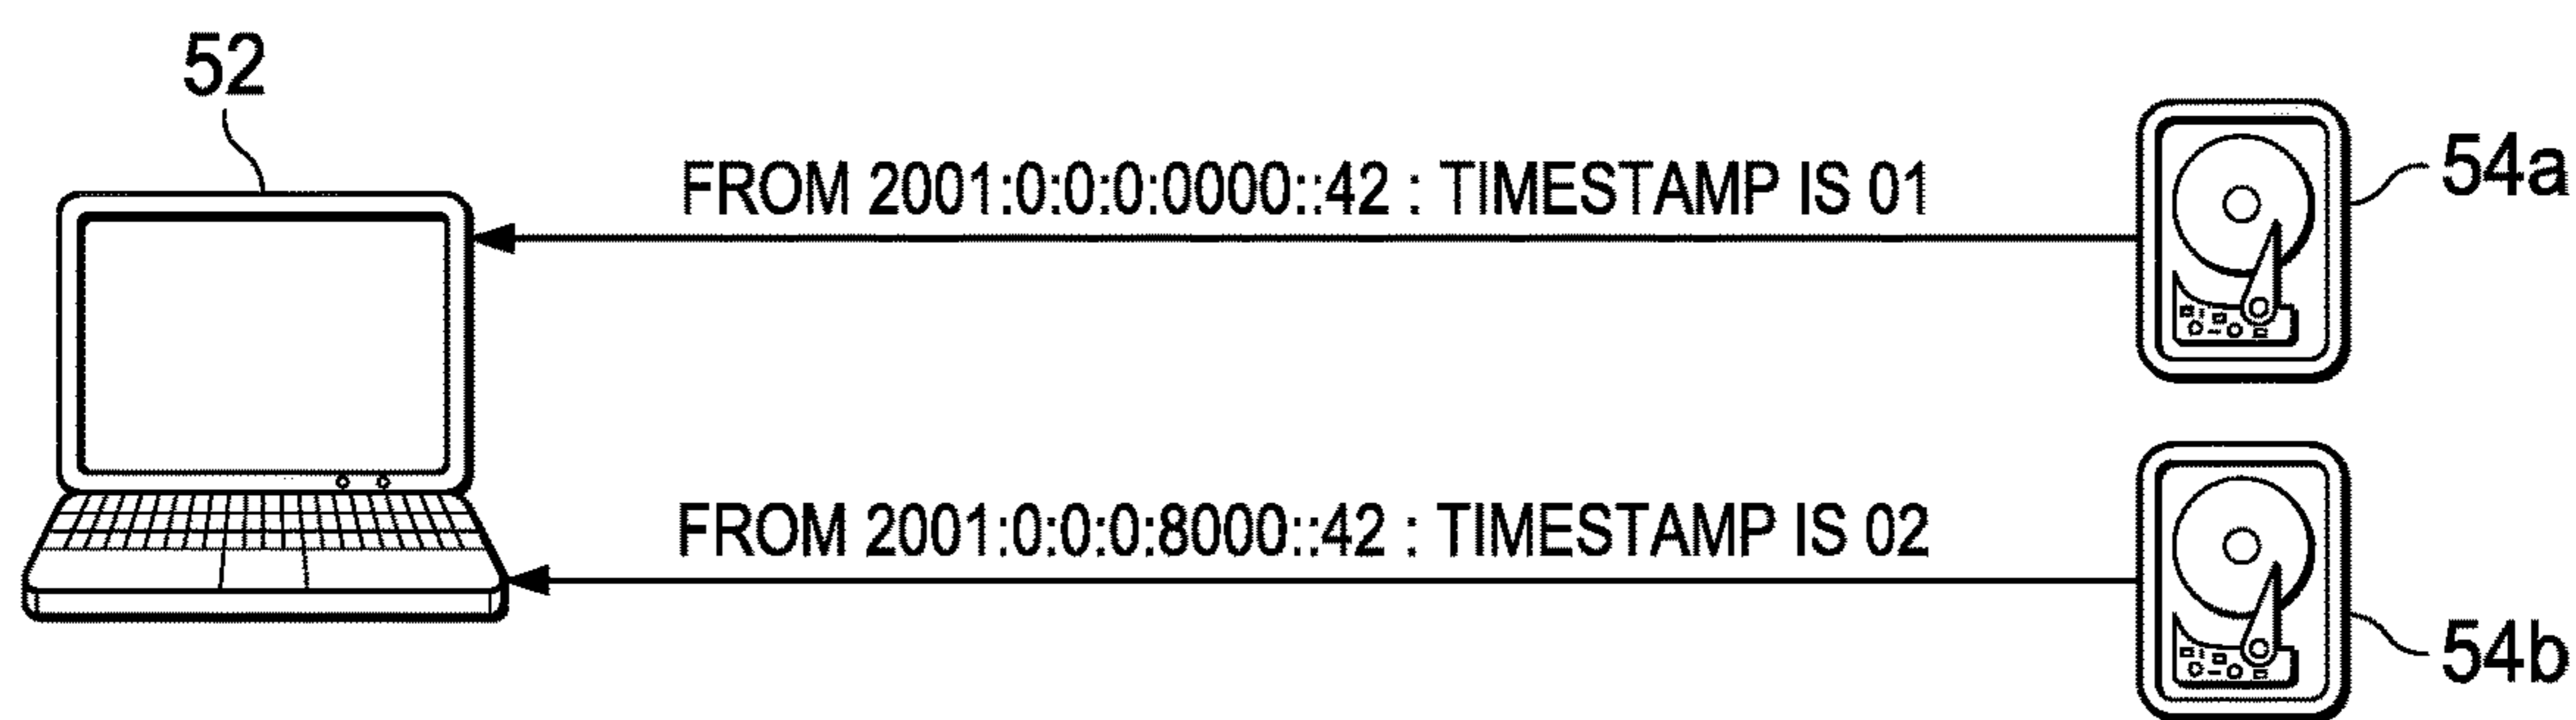 52
FROM 2001:0:0:0:0000::42 : TIMESTAMP IS 01
54a
FROM 2001:0:0:0:8000::42 : TIMESTAMP IS 02
54b